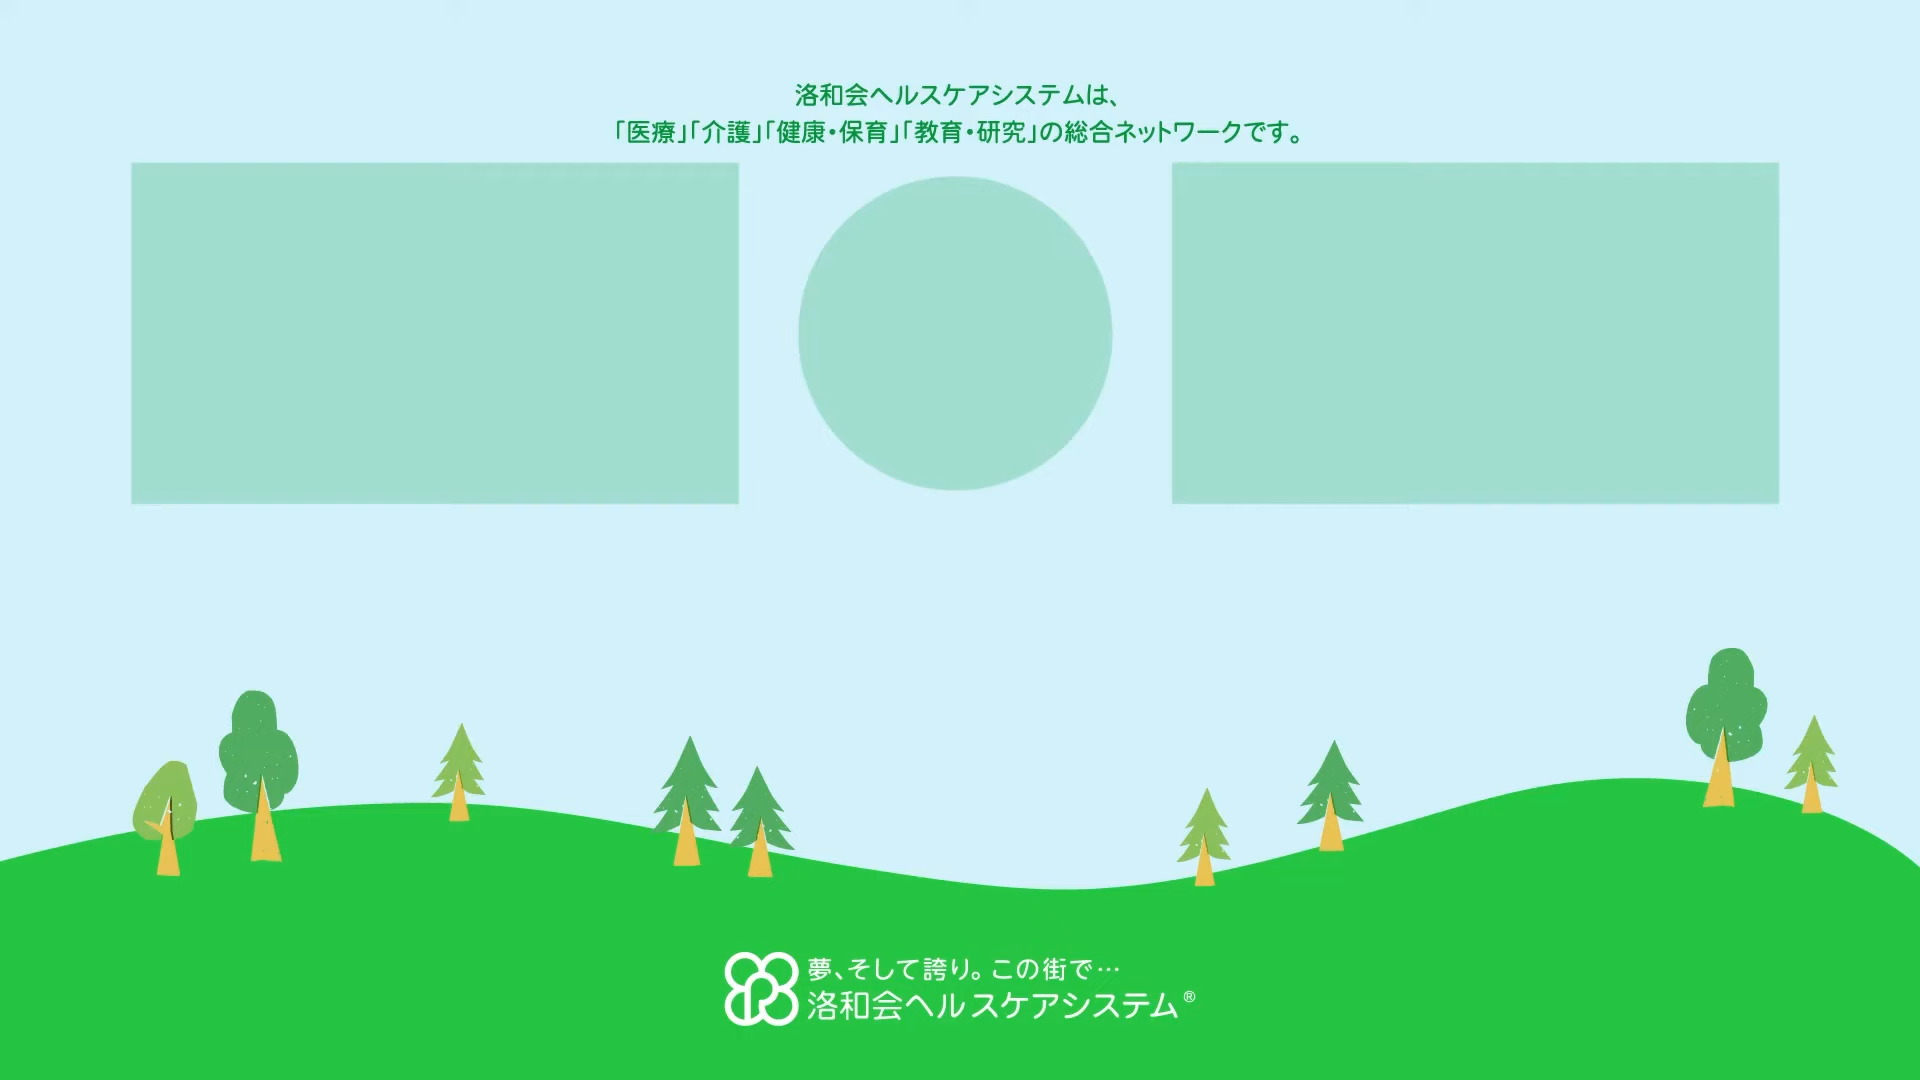 洛和会ヘルスケアシステムは、
「医療」「介護」「健康・保育」「教育・研究」の総合ネットワークです。
夢、そして誇り。この街で…
洛和会ヘルスケアシステム®